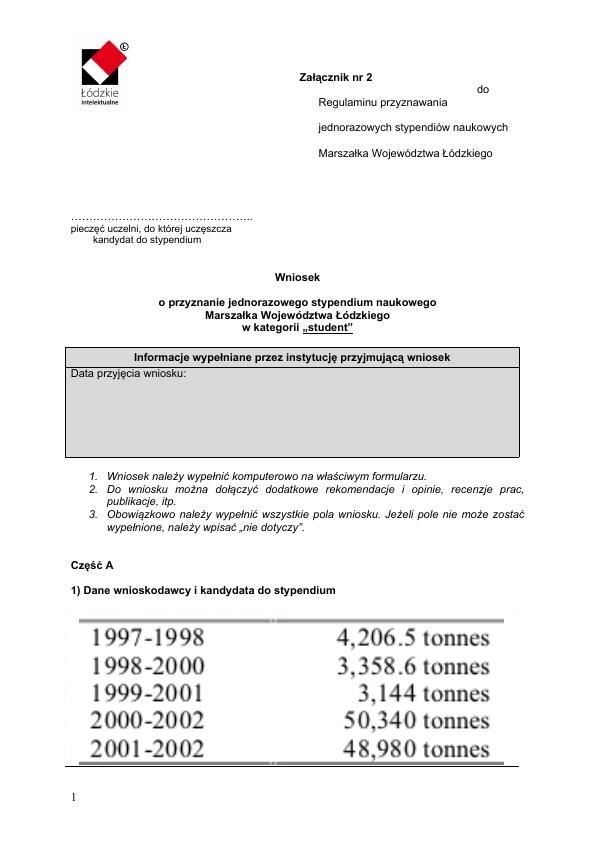 Ł
Łódzkie
intelektualne
Załącznik nr 2
do
Regulaminu przyznawania
jednorazowych stypendiów naukowych
Marszałka Województwa Łódzkiego
…………………………………………..
pieczęć uczelni, do której uczęszcza
kandydat do stypendium
Wniosek
o przyznanie jednorazowego stypendium naukowego
Marszałka Województwa Łódzkiego
w kategorii „student”
Informacje wypełniane przez instytucję przyjmującą wniosek
Data przyjęcia wniosku:
1. Wniosek należy wypełnić komputerowo na właściwym formularzu.
2. Do wniosku można dołączyć dodatkowe rekomendacje i opinie, recenzje prac,
publikacje, itp.
3. Obowiązkowo należy wypełnić wszystkie pola wniosku. Jeżeli pole nie może zostać
wypełnione, należy wpisać „nie dotyczy”.
Część A
1) Dane wnioskodawcy i kandydata do stypendium
1997-1998 4,206.5 tonnes
1998-2000 3,358.6 tonnes
1999-2001 3,144 tonnes
2000-2002 50,340 tonnes
2001-2002 48,980 tonnes
1